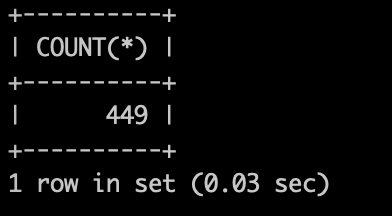 +----------+
| COUNT(*) |
+----------+
|      449 |
+----------+
1 row in set (0.03 sec)